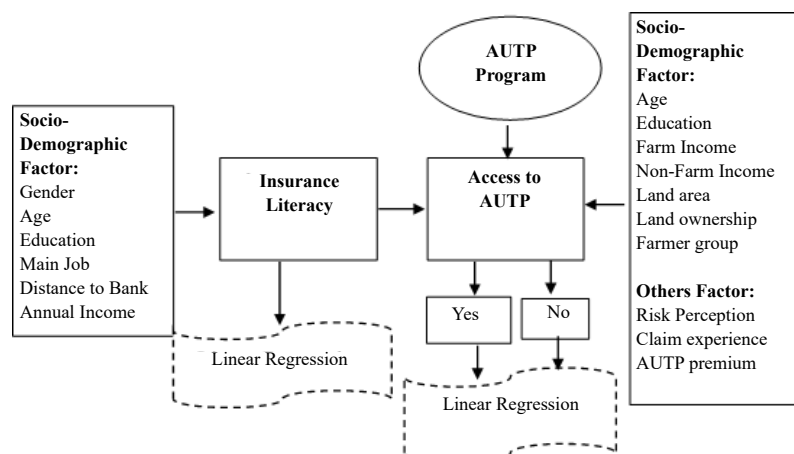 Socio-
Demographic
Factor:
Gender
Age
Education
Main Job
Distance to Bank
Annual Income
Insurance
Literacy
Linear Regression
AUTP
Program
Access to
AUTP
Yes
No
Linear Regression
Socio-
Demographic
Factor:
Age
Education
Farm Income
Non-Farm Income
Land area
Land ownership
Farmer group
Others Factor:
Risk Perception
Claim experience
AUTP premium